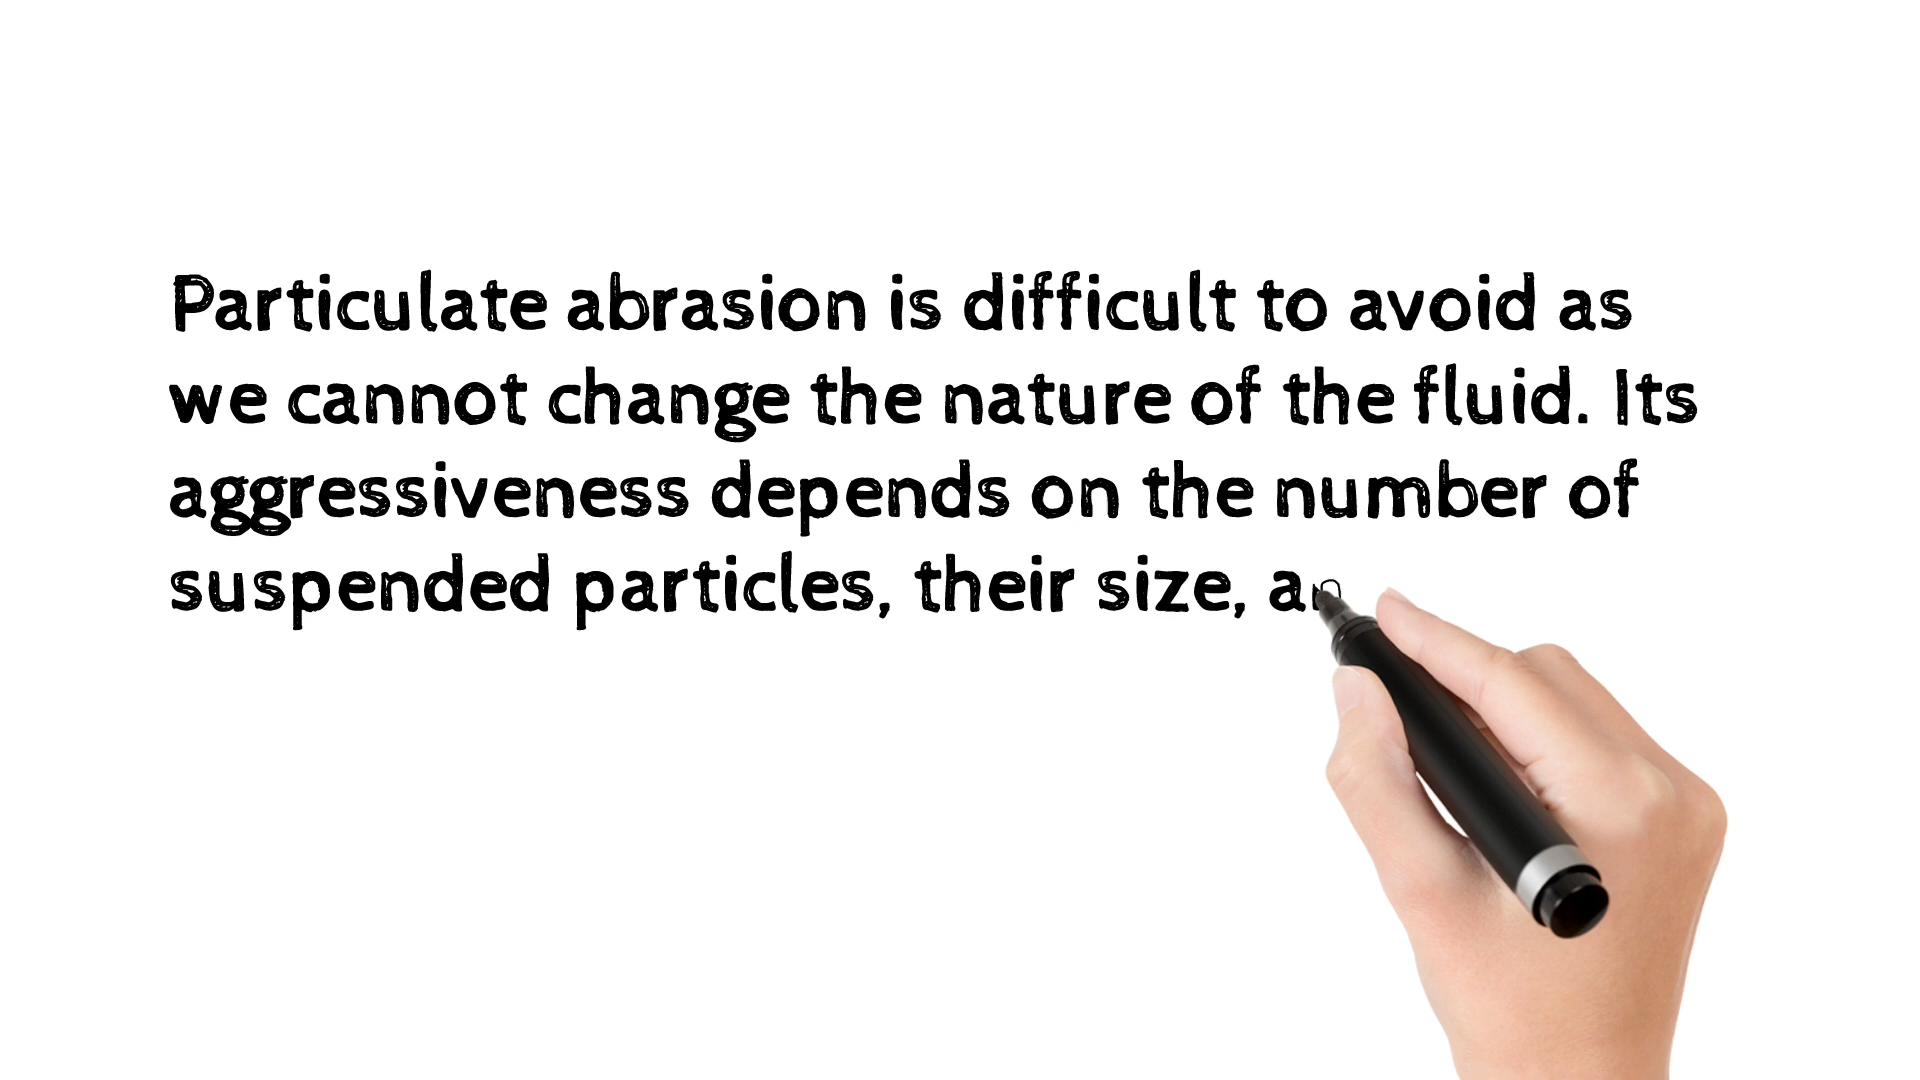 Particulate abrasion is difficult to avoid as
we cannot change the nature of the fluid. Its
aggressiveness depends on the number of
suspended particles, their size,